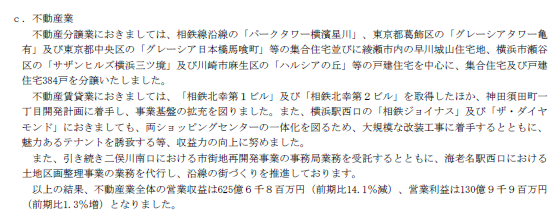 ｃ．不動産業
不動産分譲業におきましては、相鉄線沿線の「パークタワー横濱星川」、東京都葛飾区の「グレーシアタワー亀
有」及び東京都中央区の「グレーシア日本橋馬喰町」等の集合住宅並びに綾瀬市内の早川城山住宅地、横浜市瀬谷
区の「サザンヒルズ横浜三ツ境」及び川崎市麻生区の「ハルシアの丘」等の戸建住宅を中心に、集合住宅及び戸建
住宅384戸を分譲いたしました。
不動産賃貸業におきましては、「相鉄北幸第１ビル」及び「相鉄北幸第２ビル」を取得したほか、神田須田町一
丁目開発計画に着手し、事業基盤の拡充を図りました。また、横浜駅西口の「相鉄ジョイナス」及び「ザ・ダイヤ
モンド」におきましても、両ショッピングセンターの一体化を図るため、大規模な改装工事に着手するとともに、
魅力あるテナントを誘致する等、収益力の向上に努めました。
また、引き続き二俣川南口における市街地再開発事業の事務局業務を受託するとともに、海老名駅西口における
土地区画整理事業の業務を代行し、沿線の街づくりを推進しております。
以上の結果、不動産業全体の営業収益は625億６千８百万円（前期比14.1％減）、営業利益は130億９千９百万円
（前期比1.3％増）となりました。